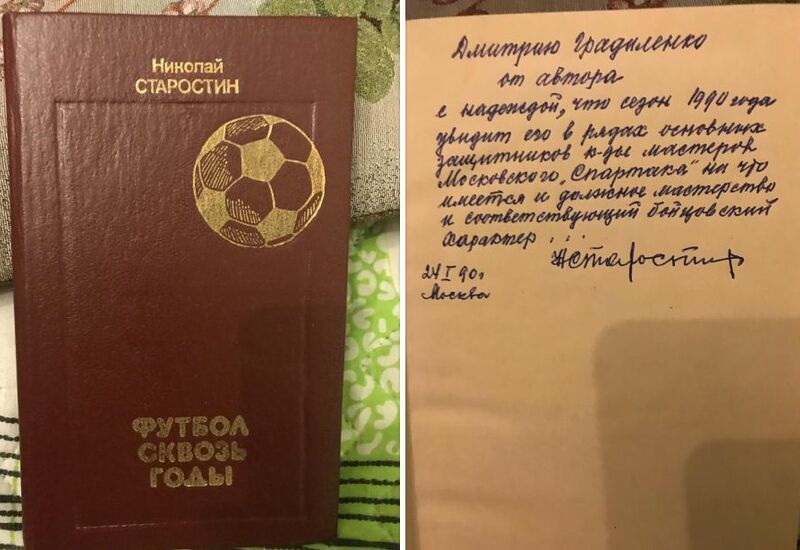 Николай
СТАРОСТИН
ФУТБОЛ
СКВОЗЬ
ГОДЫ
Дмитрию Градиленко
от автора
с надеждой, что сезон 1990 года
увидит его в рядах основных
защитников к-ды мастеров
Московского „Спартака" на что
имеется и должное мастерство
и соответствующий бойцовский
характер...
НСтаростин
24 I 90г
Москва